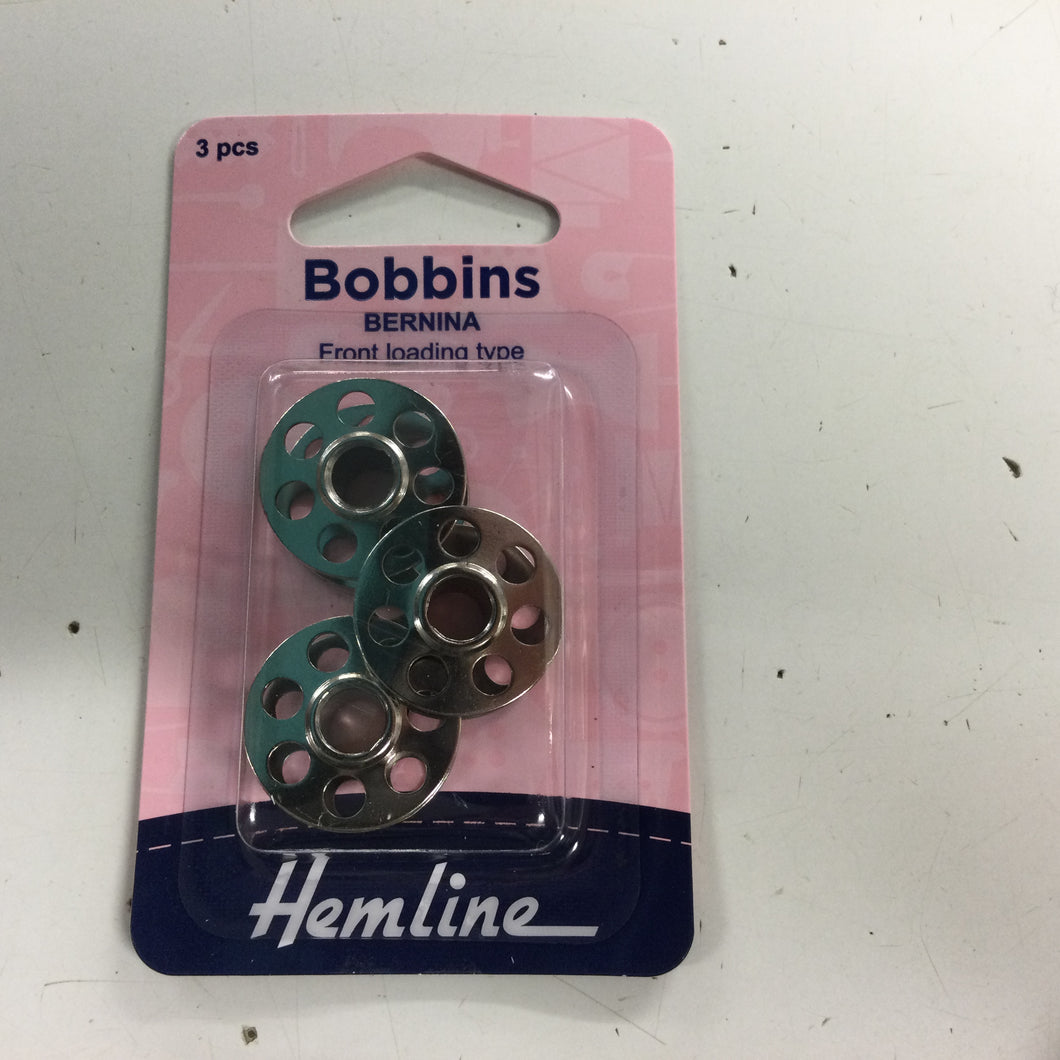 3 pcs
Bobbins
BERNINA
Front loading type
Hemline